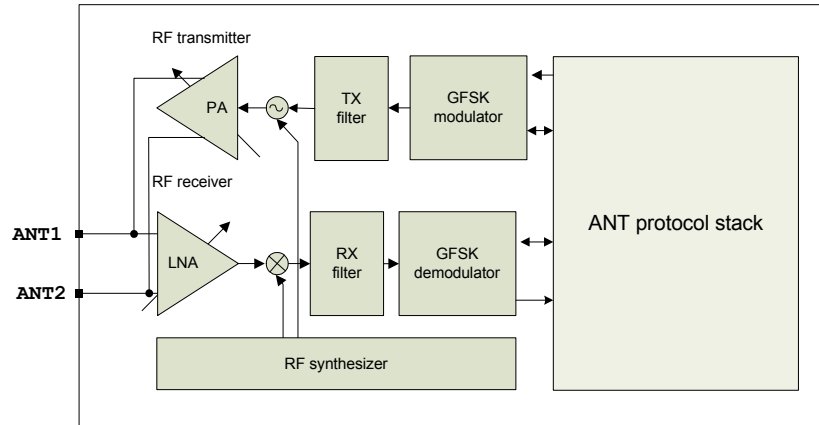 RF transmitter
PA
TX
filter
GFSK
modulator
RF receiver
ANT1
ANT2
LNA
RX
filter
GFSK
demodulator
ANT protocol stack
RF synthesizer